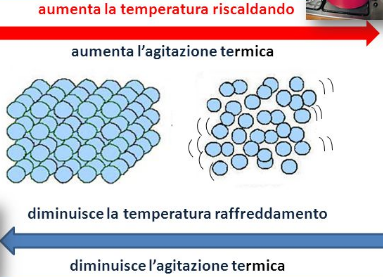 aumenta la temperatura riscaldando
aumenta l'agitazione termica
diminuisce la temperatura raffreddamento
diminuisce l'agitazione termica